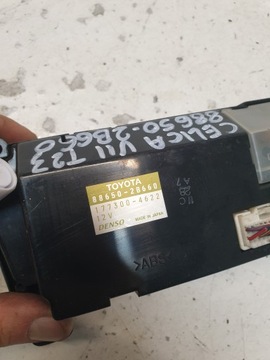 CELICA VII T23
88650-2B660
TOYOTA
88650-2B660
177300-4622
12V
DENSO MADE IN JAPAN
>ABS<